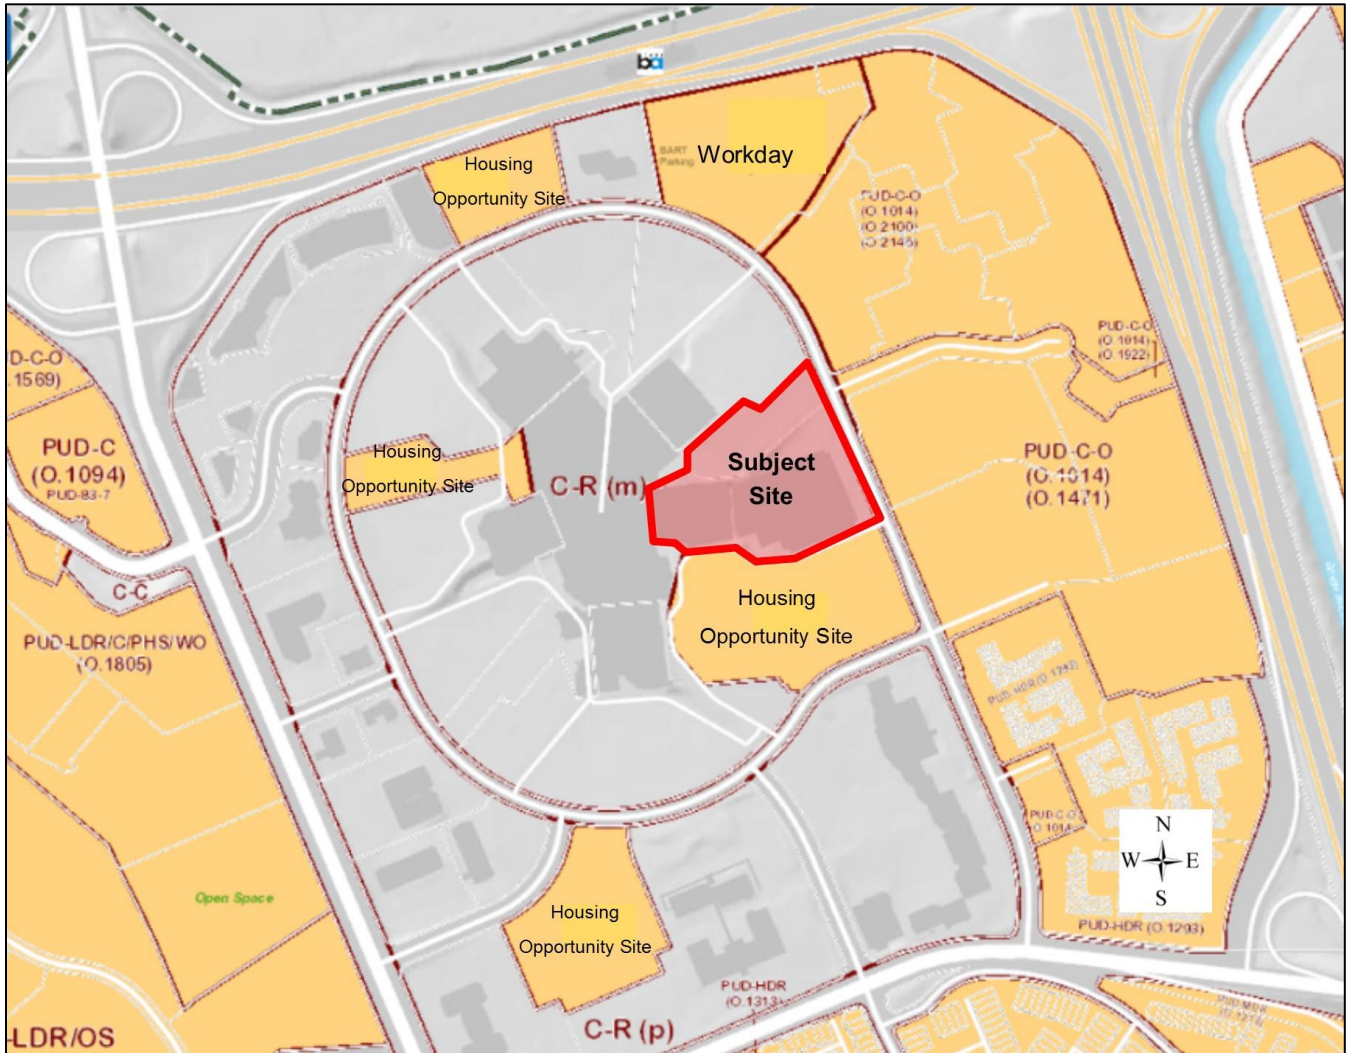 ba
BART
Parking
Workday
Housing
Opportunity Site
PUD-C-O
(O.1014)
(O.2100)
(O.2146)
PUD-C-O
(O.1014)
(O.1922)
D-C-O
.1569)
PUD-C
(O.1094)
PUD-83-7
Housing
Opportunity Site
C-R (m)
Subject
Site
PUD-C-O
(O.1014)
(O.1471)
C-C
PUD-LDR/C/PHS/WO
(O.1805)
Housing
Opportunity Site
PUD-HDR (O.1293)
PUD-C-O
(O.1014)
N
W
E
S
Open Space
Housing
Opportunity Site
PUD-HDR (O.1293)
PUD-HDR
(O.1313)
C-R (p)
-LDR/OS